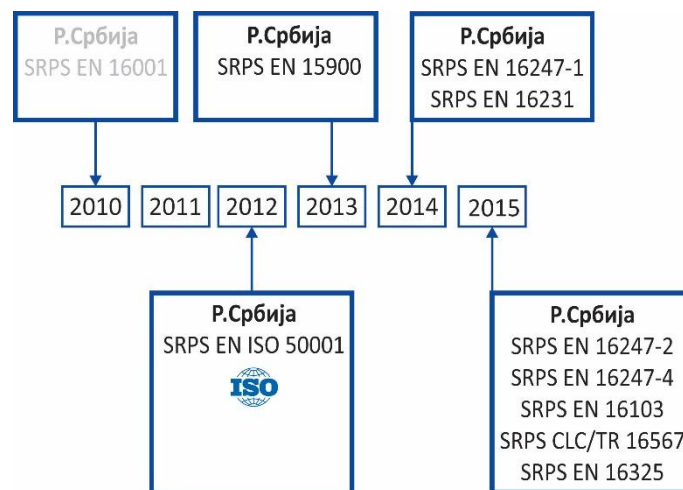 Р.Србија
SRPS EN 16001
Р.Србија
SRPS EN 15900
Р.Србија
SRPS EN 16247-1
SRPS EN 16231
2010
2011
2012
2013
2014
2015
Р.Србија
SRPS EN ISO 50001
ISO
Р.Србија
SRPS EN 16247-2
SRPS EN 16247-4
SRPS EN 16103
SRPS CLC/TR 16567
SRPS EN 16325